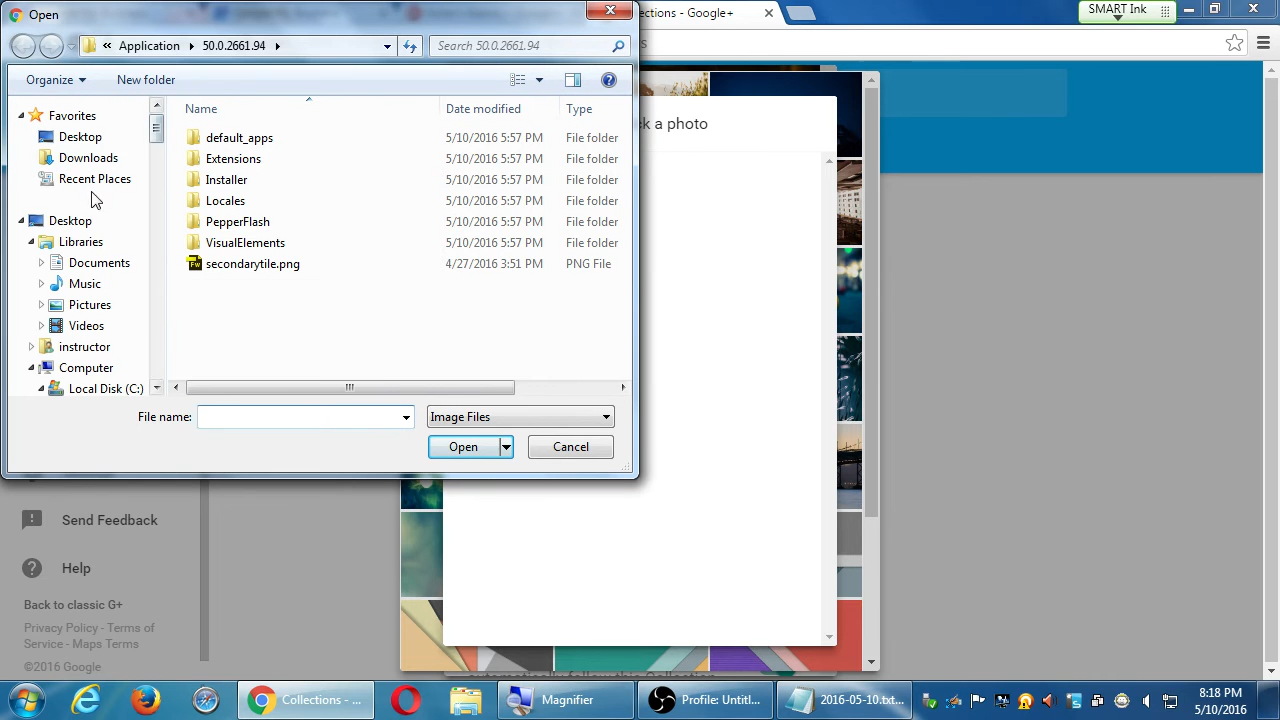 Open
Collections - Google+
SMART Ink
« Application 50.0.2661.94
Search 50.0.2661.94
Organize
New folder
Favorites
Desktop
Downloads
Recent Places
Desktop
Libraries
Documents
Music
Pictures
Videos
instructor
Computer
Local Disk (C:)
Name Date modified Type
default_apps 5/10/2016 5:57 PM File folder
Extensions 5/10/2016 5:57 PM File folder
Installer 5/10/2016 5:57 PM File folder
Locales 5/10/2016 5:57 PM File folder
PepperFlash 5/10/2016 5:57 PM File folder
VisualElements 5/10/2016 5:57 PM File folder
secondarytile.png 4/27/2016 3:51 PM PNG File
File name:
Image Files
Open
Cancel
k a photo
Send Feedback
Help
Back to classic G+
Privacy Policy - Terms of
Service - Maps Terms
©2016 Google
Collections - ...
Magnifier
Profile: Untitl...
2016-05-10.txt...
8:18 PM
5/10/2016